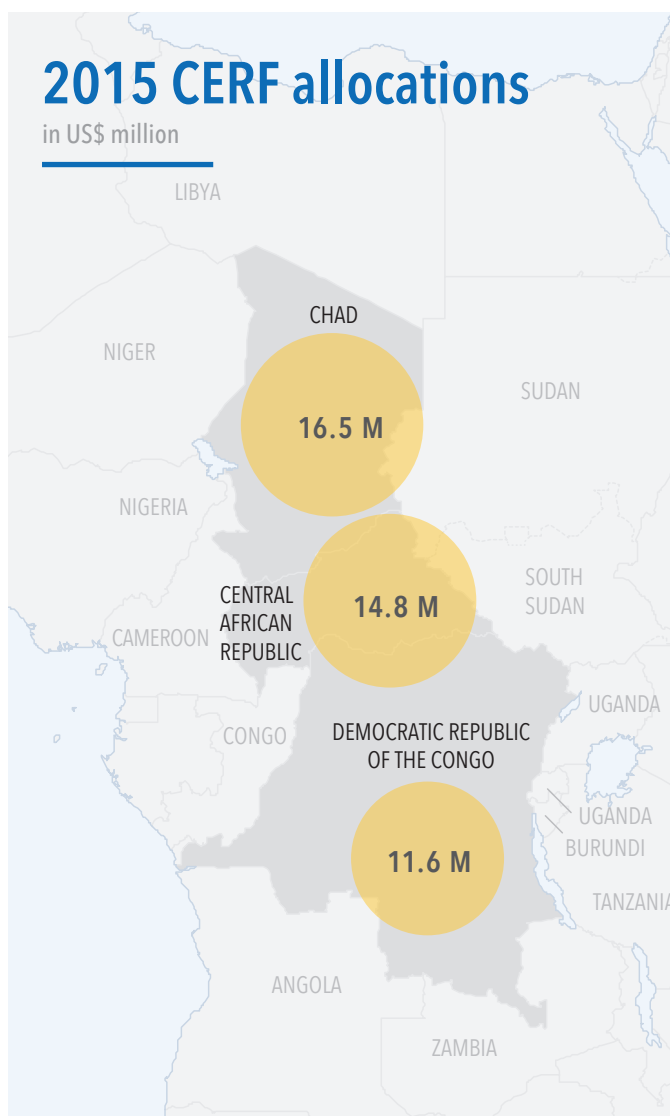 2015 CERF allocations
in US$ million
LIBYA
CHAD
NIGER
SUDAN
16.5 M
NIGERIA
SOUTH
SUDAN
CENTRAL
AFRICAN
REPUBLIC
14.8 M
CAMEROON
UGANDA
CONGO
DEMOCRATIC REPUBLIC
OF THE CONGO
UGANDA
BURUNDI
11.6 M
TANZANIA
ANGOLA
ZAMBIA